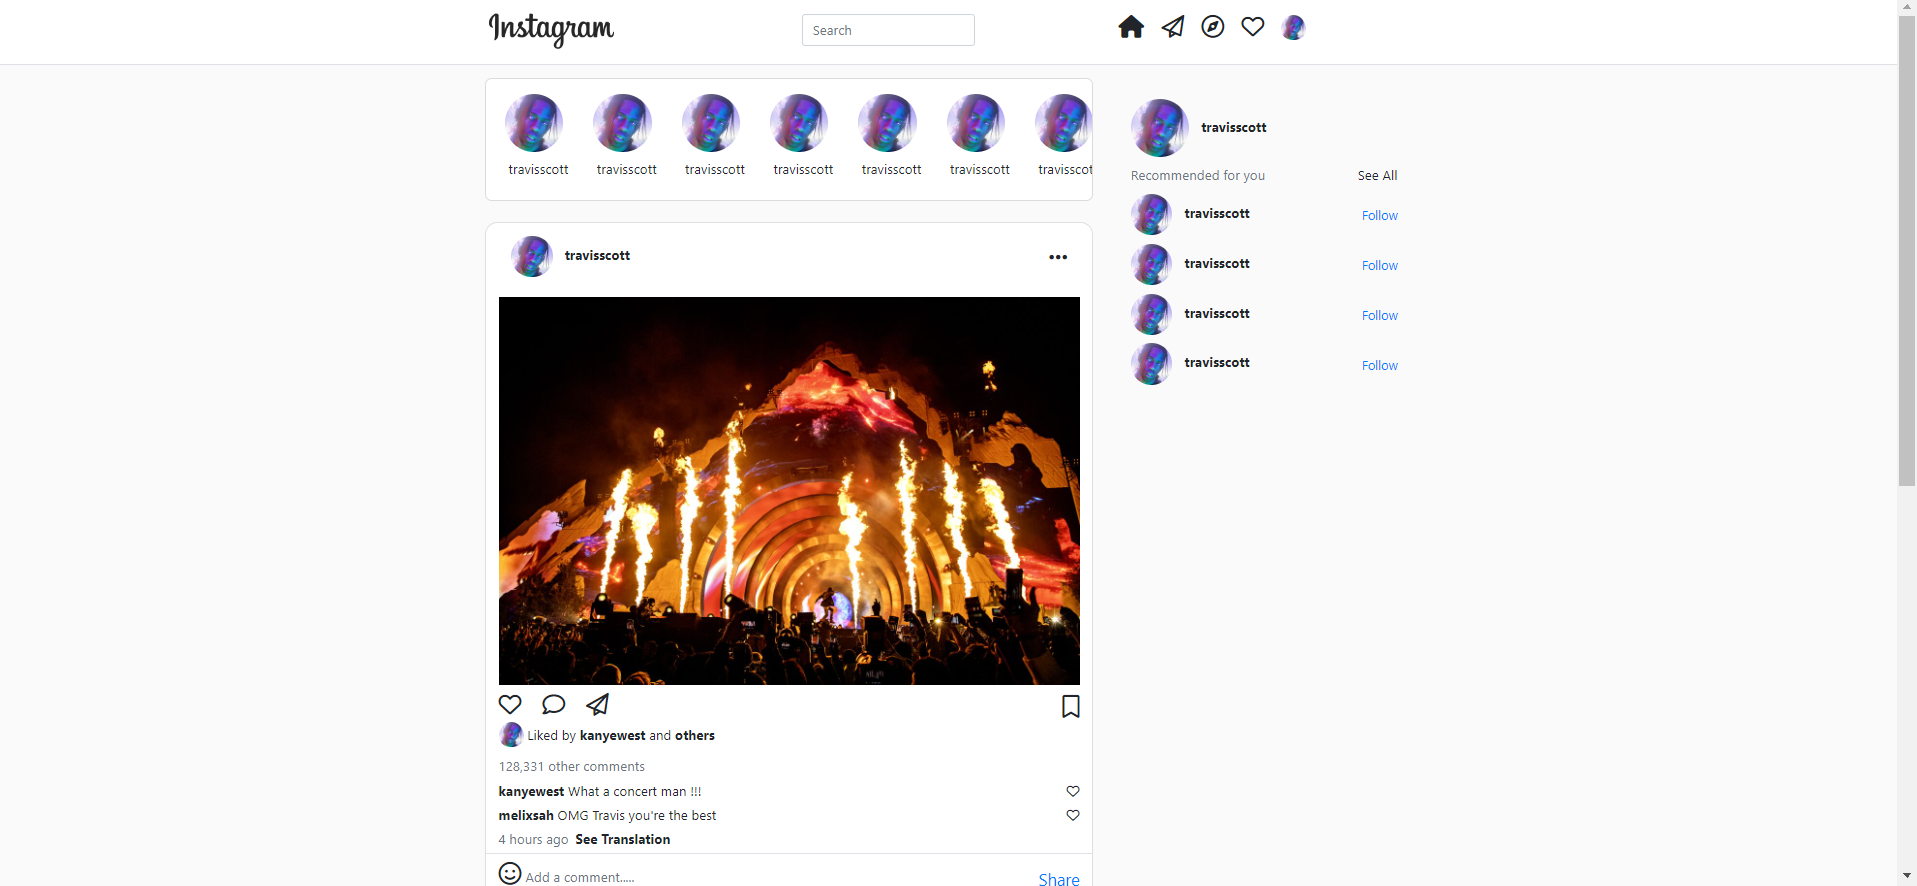 Instagram
Search
travisscott travisscott travisscott travisscott travisscott travisscott travisscot
travisscott
Recommended for you See All
travisscott Follow
travisscott Follow
travisscott Follow
travisscott Follow
travisscott
Liked by kanyewest and others
128,331 other comments
kanyewest What a concert man !!!
melixsah OMG Travis you're the best
4 hours ago See Translation
Add a comment..... Share